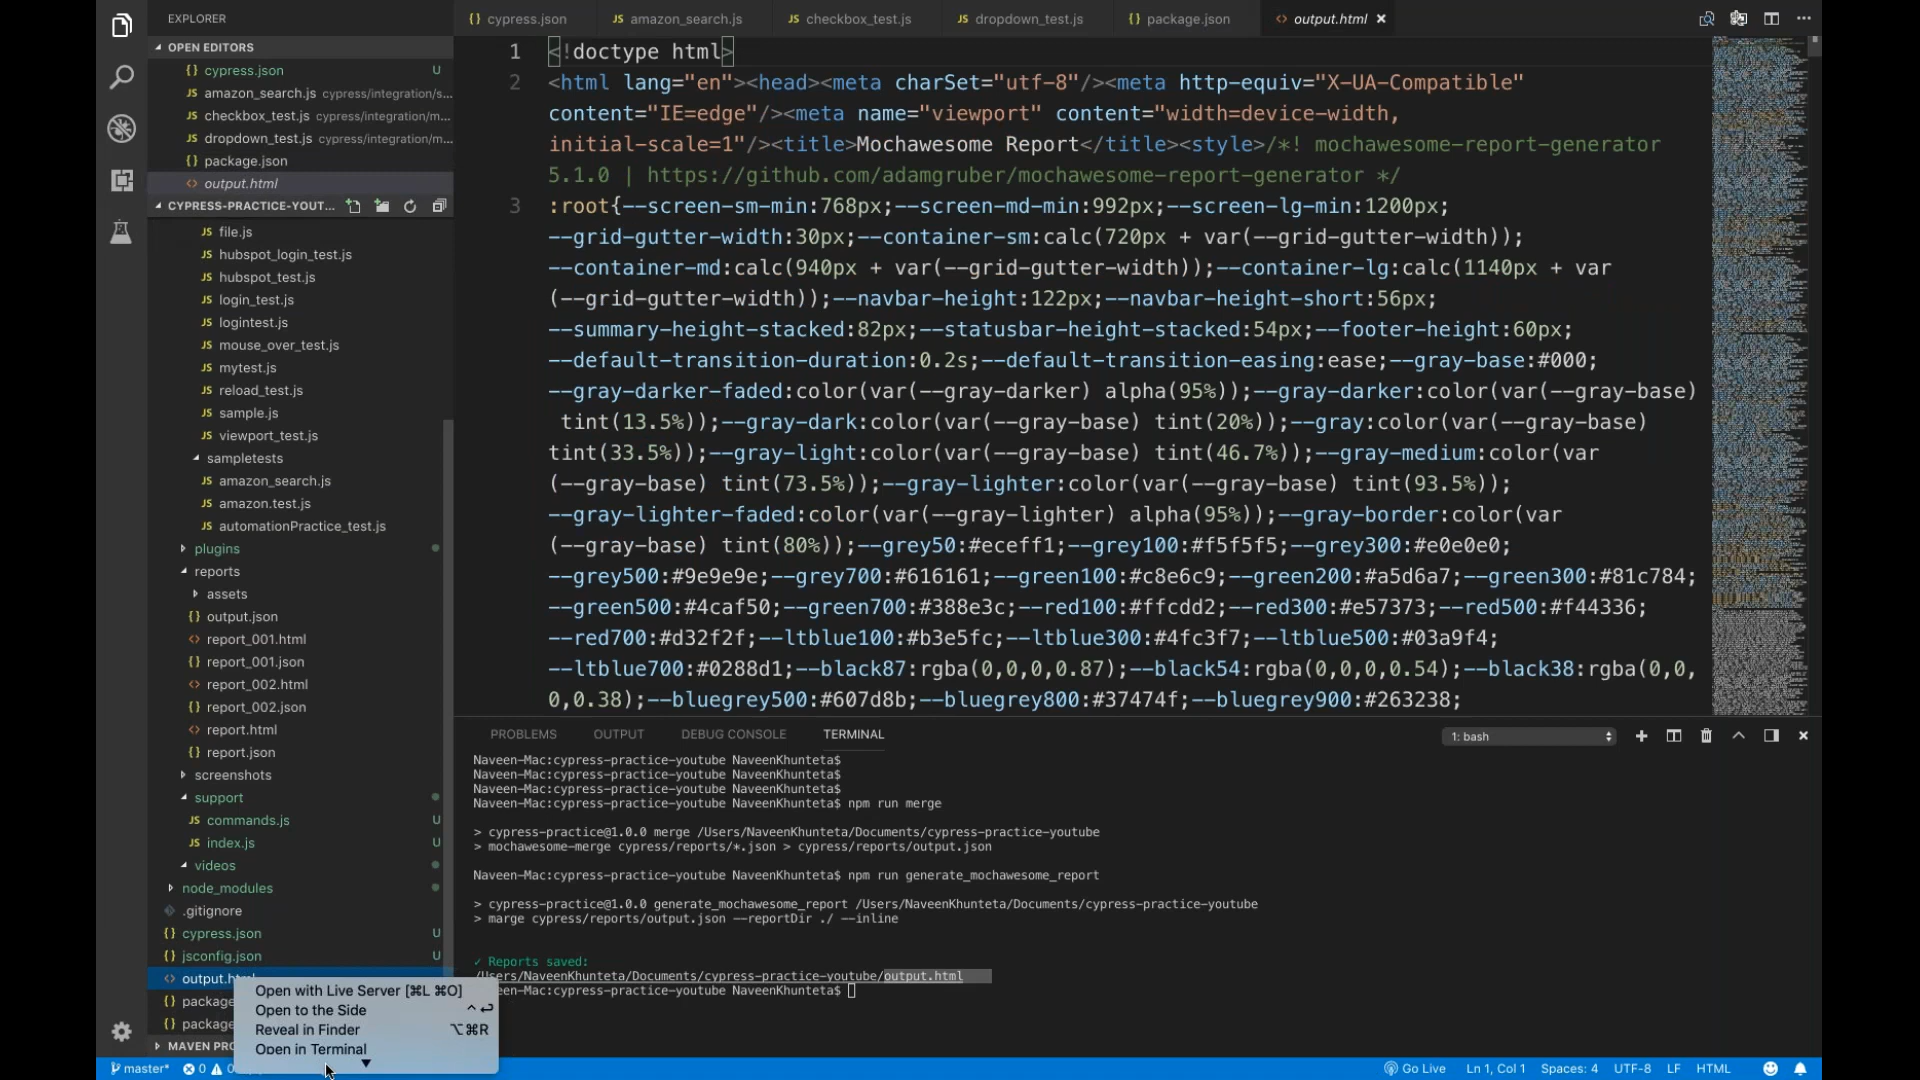 EXPLORER
OPEN EDITORS
{} cypress.json U
JS amazon_search.js cypress/integration/s...
JS checkbox_test.js cypress/integration/m...
JS dropdown_test.js cypress/integration/m...
{} package.json
<> output.html
CYPRESS-PRACTICE-YOUT...
JS file.js
JS hubspot_login_test.js
JS hubspot_test.js
JS login_test.js
JS logintest.js
JS mouse_over_test.js
JS mytest.js
JS reload_test.js
JS sample.js
JS viewport_test.js
sampletests
JS amazon_search.js
JS amazon.test.js
JS automationPractice_test.js
plugins
reports
assets
{} output.json
<> report_001.html
{} report_001.json
<> report_002.html
{} report_002.json
<> report.html
{} report.json
screenshots
support
JS commands.js U
JS index.js U
videos
node_modules
.gitignore
{} cypress.json U
{} jsconfig.json U
<> output.html
{} package
{} package
MAVEN PRO
Open with Live Server [⌘L ⌘O]
Open to the Side ^↩
Reveal in Finder ⌥⌘R
Open in Terminal
{} cypress.json
JS amazon_search.js
JS checkbox_test.js
JS dropdown_test.js
{} package.json
<> output.html ×
1 <!doctype html>
2 <html lang="en"><head><meta charSet="utf-8"/><meta http-equiv="X-UA-Compatible"
content="IE=edge"/><meta name="viewport" content="width=device-width,
initial-scale=1"/><title>Mochawesome Report</title><style>/*! mochawesome-report-generator
5.1.0 | https://github.com/adamgruber/mochawesome-report-generator */
3 :root{--screen-sm-min:768px;--screen-md-min:992px;--screen-lg-min:1200px;
--grid-gutter-width:30px;--container-sm:calc(720px + var(--grid-gutter-width));
--container-md:calc(940px + var(--grid-gutter-width));--container-lg:calc(1140px + var
(--grid-gutter-width));--navbar-height:122px;--navbar-height-short:56px;
--summary-height-stacked:82px;--statusbar-height-stacked:54px;--footer-height:60px;
--default-transition-duration:0.2s;--default-transition-easing:ease;--gray-base:#000;
--gray-darker-faded:color(var(--gray-darker) alpha(95%));--gray-darker:color(var(--gray-base)
tint(13.5%));--gray-dark:color(var(--gray-base) tint(20%));--gray:color(var(--gray-base)
tint(33.5%));--gray-light:color(var(--gray-base) tint(46.7%));--gray-medium:color(var
(--gray-base) tint(73.5%));--gray-lighter:color(var(--gray-base) tint(93.5%));
--gray-lighter-faded:color(var(--gray-lighter) alpha(95%));--gray-border:color(var
(--gray-base) tint(80%));--grey50:#eceff1;--grey100:#f5f5f5;--grey300:#e0e0e0;
--grey500:#9e9e9e;--grey700:#616161;--green100:#c8e6c9;--green200:#a5d6a7;--green300:#81c784;
--green500:#4caf50;--green700:#388e3c;--red100:#ffcdd2;--red300:#e57373;--red500:#f44336;
--red700:#d32f2f;--ltblue100:#b3e5fc;--ltblue300:#4fc3f7;--ltblue500:#03a9f4;
--ltblue700:#0288d1;--black87:rgba(0,0,0,0.87);--black54:rgba(0,0,0,0.54);--black38:rgba(0,0,
0,0.38);--bluegrey500:#607d8b;--bluegrey800:#37474f;--bluegrey900:#263238;
PROBLEMS OUTPUT DEBUG CONSOLE TERMINAL 1: bash
Naveen-Mac:cypress-practice-youtube NaveenKhunteta$
Naveen-Mac:cypress-practice-youtube NaveenKhunteta$
Naveen-Mac:cypress-practice-youtube NaveenKhunteta$
Naveen-Mac:cypress-practice-youtube NaveenKhunteta$ npm run merge
> cypress-practice@1.0.0 merge /Users/NaveenKhunteta/Documents/cypress-practice-youtube
> mochawesome-merge cypress/reports/*.json > cypress/reports/output.json
Naveen-Mac:cypress-practice-youtube NaveenKhunteta$ npm run generate_mochawesome_report
> cypress-practice@1.0.0 generate_mochawesome_report /Users/NaveenKhunteta/Documents/cypress-practice-youtube
> marge cypress/reports/output.json --reportDir ./ --inline
✓ Reports saved:
/Users/NaveenKhunteta/Documents/cypress-practice-youtube/output.html
een-Mac:cypress-practice-youtube NaveenKhunteta$
master* 0 0 Go Live Ln 1, Col 1 Spaces: 4 UTF-8 LF HTML